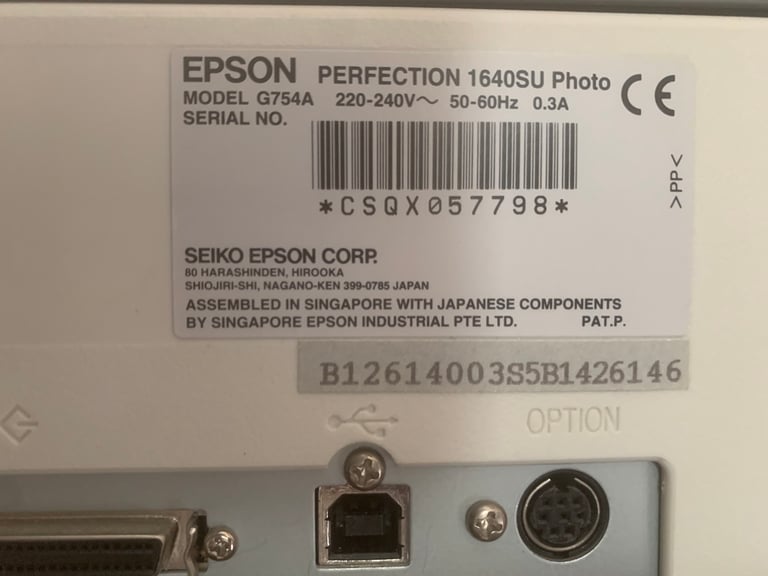 EPSON PERFECTION 1640SU Photo
MODEL G754A 220-240V~ 50-60Hz 0.3A
SERIAL NO.
CE
>PP<
*CSQX057798*
SEIKO EPSON CORP.
80 HARASHINDEN, HIROOKA
SHIOJIRI-SHI, NAGANO-KEN 399-0785 JAPAN
ASSEMBLED IN SINGAPORE WITH JAPANESE COMPONENTS
BY SINGAPORE EPSON INDUSTRIAL PTE LTD. PAT.P.
B12614003S5B1426146
OPTION